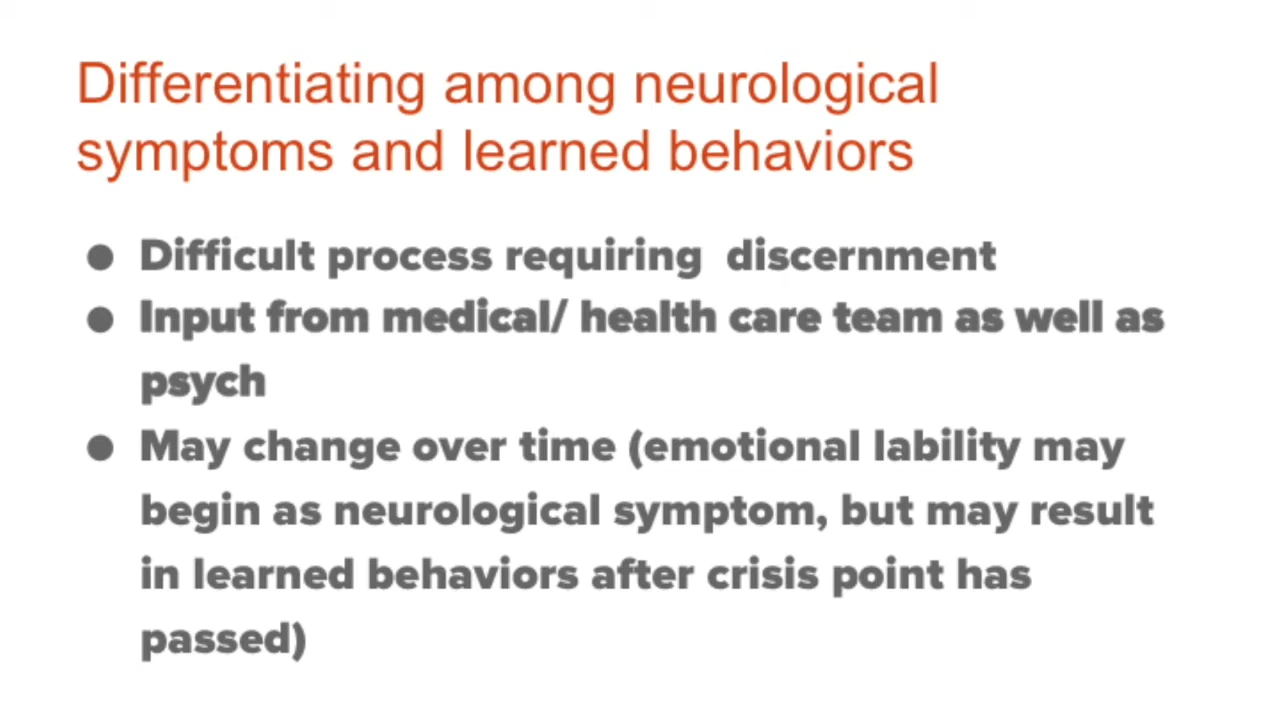 Differentiating among neurological
symptoms and learned behaviors
● Difficult process requiring  discernment
● Input from medical/ health care team as well as
psych
● May change over time (emotional lability may
begin as neurological symptom, but may result
in learned behaviors after crisis point has
passed)